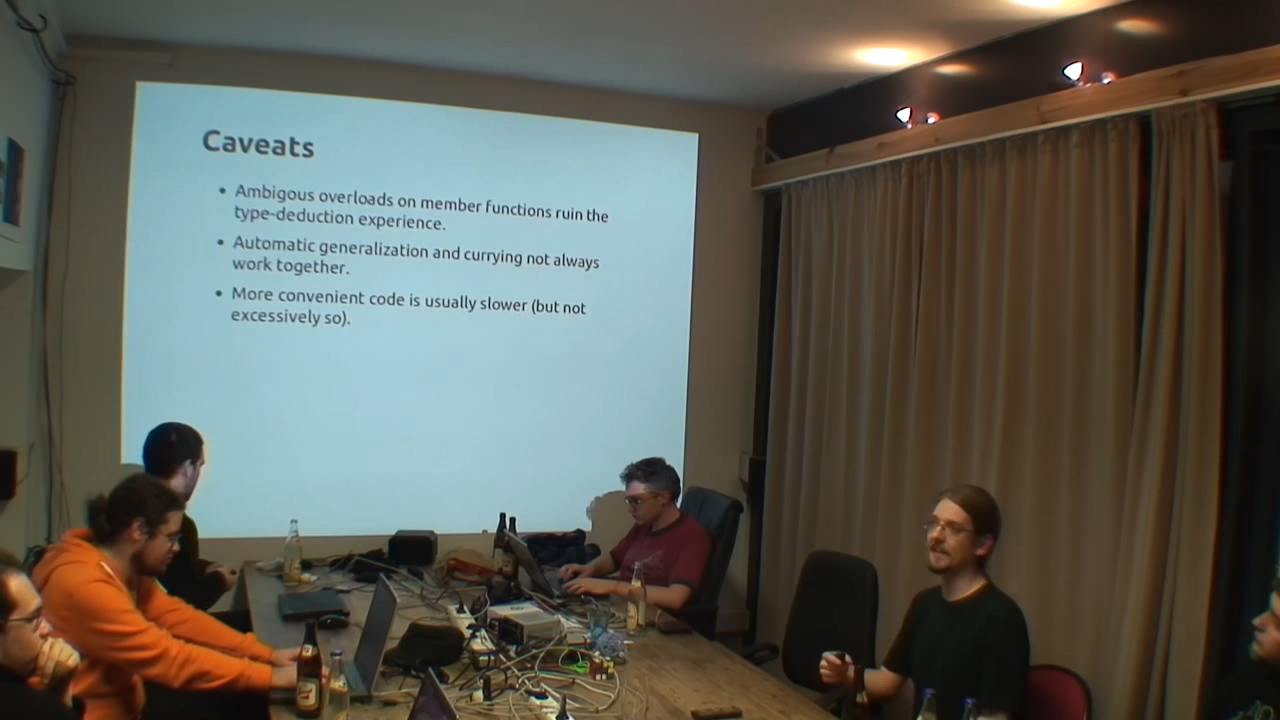 Caveats
• Ambigous overloads on member functions ruin the
type-deduction experience.
• Automatic generalization and currying not always
work together.
• More convenient code is usually slower (but not
excessively so).